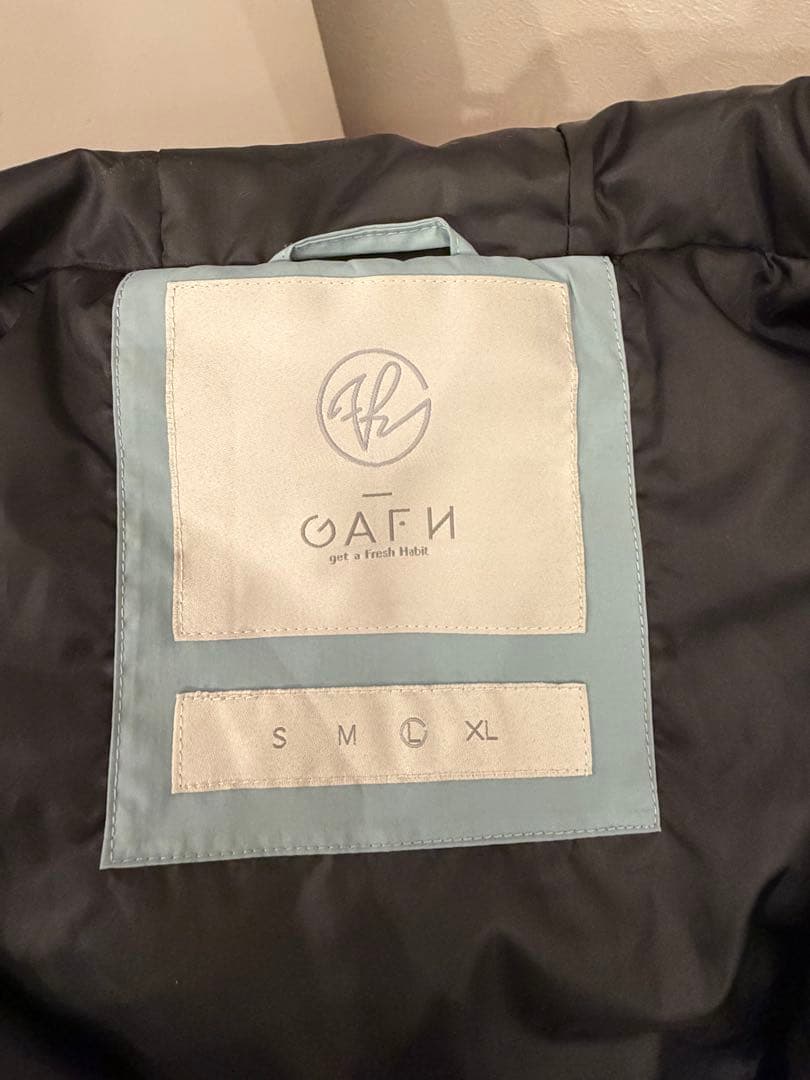 GAFH
get a Fresh Habit
S M L XL